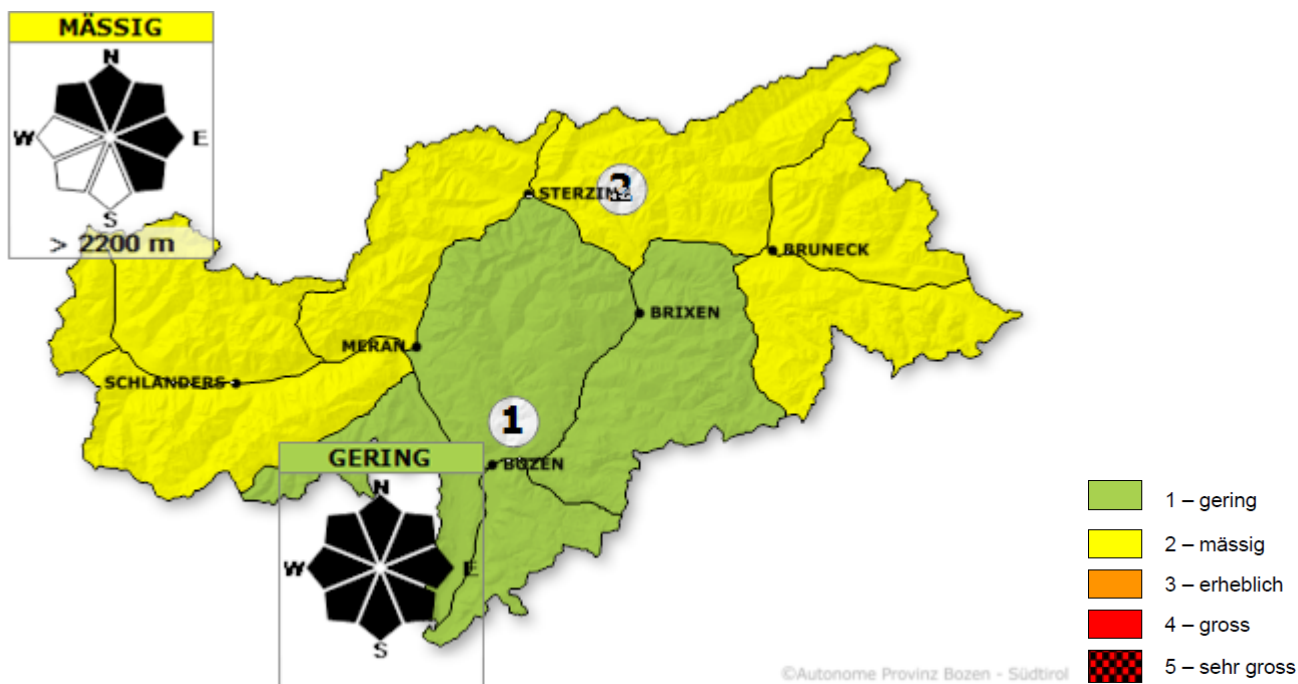 MÄSSIG
N
W E
S
> 2200 m
STERZING
BRUNECK
BRIXEN
MERAN
SCHLANDERS
1
BOZEN
GERING
N
W E
S
1 – gering
2 – mässig
3 – erheblich
4 – gross
5 – sehr gross
©Autonome Provinz Bozen - Südtirol